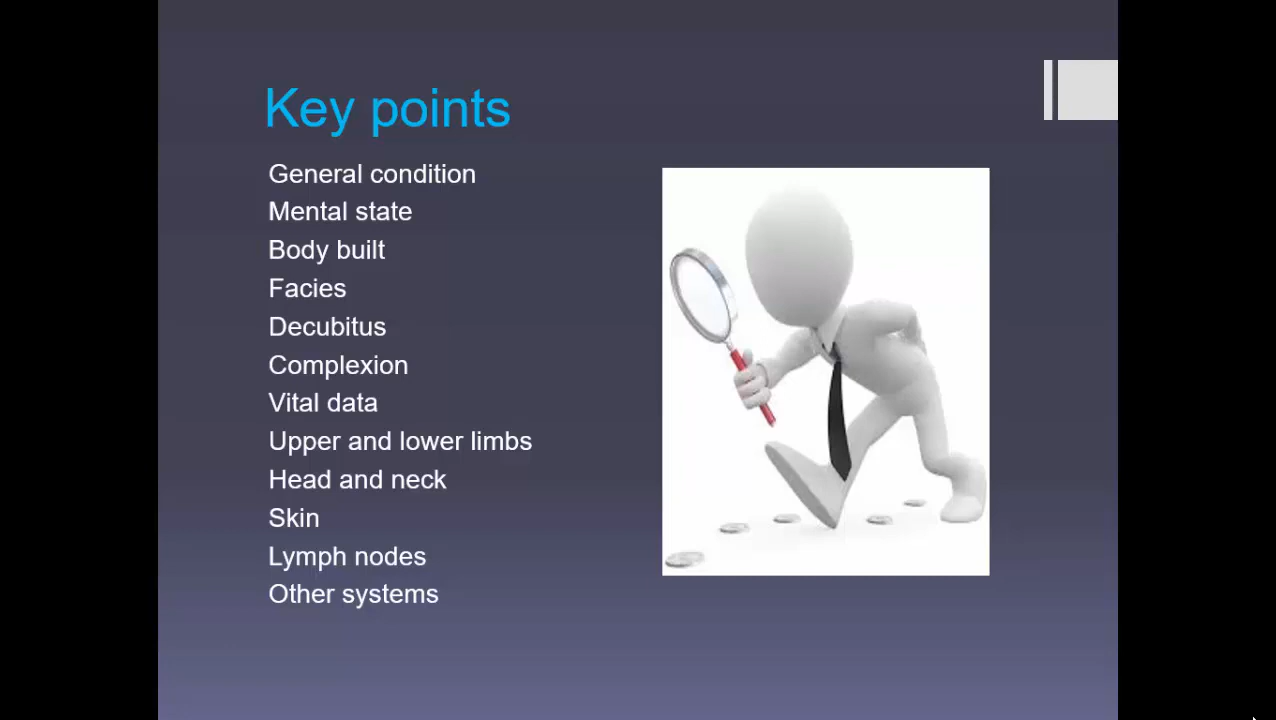 Key points
General condition
Mental state
Body built
Facies
Decubitus
Complexion
Vital data
Upper and lower limbs
Head and neck
Skin
Lymph nodes
Other systems